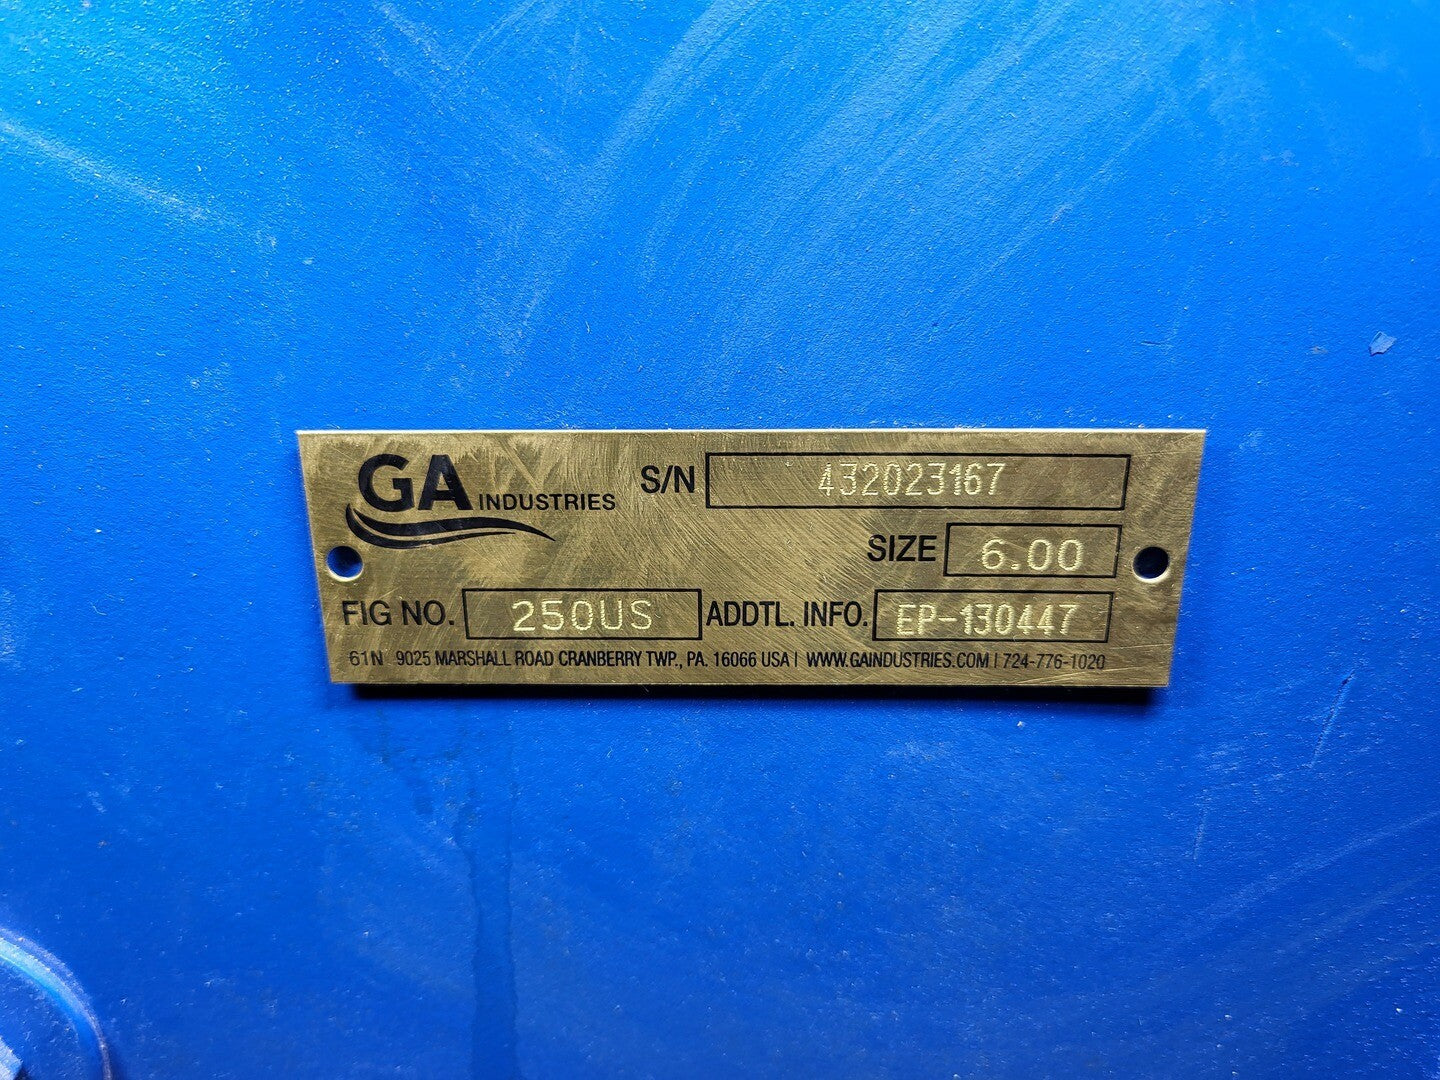 GA INDUSTRIES
S/N 432023167
SIZE 6.00
FIG NO. 250US ADDTL. INFO. EP-130447
61N 9025 MARSHALL ROAD CRANBERRY TWP., PA. 16066 USA | WWW.GAINDUSTRIES.COM | 724-776-1020